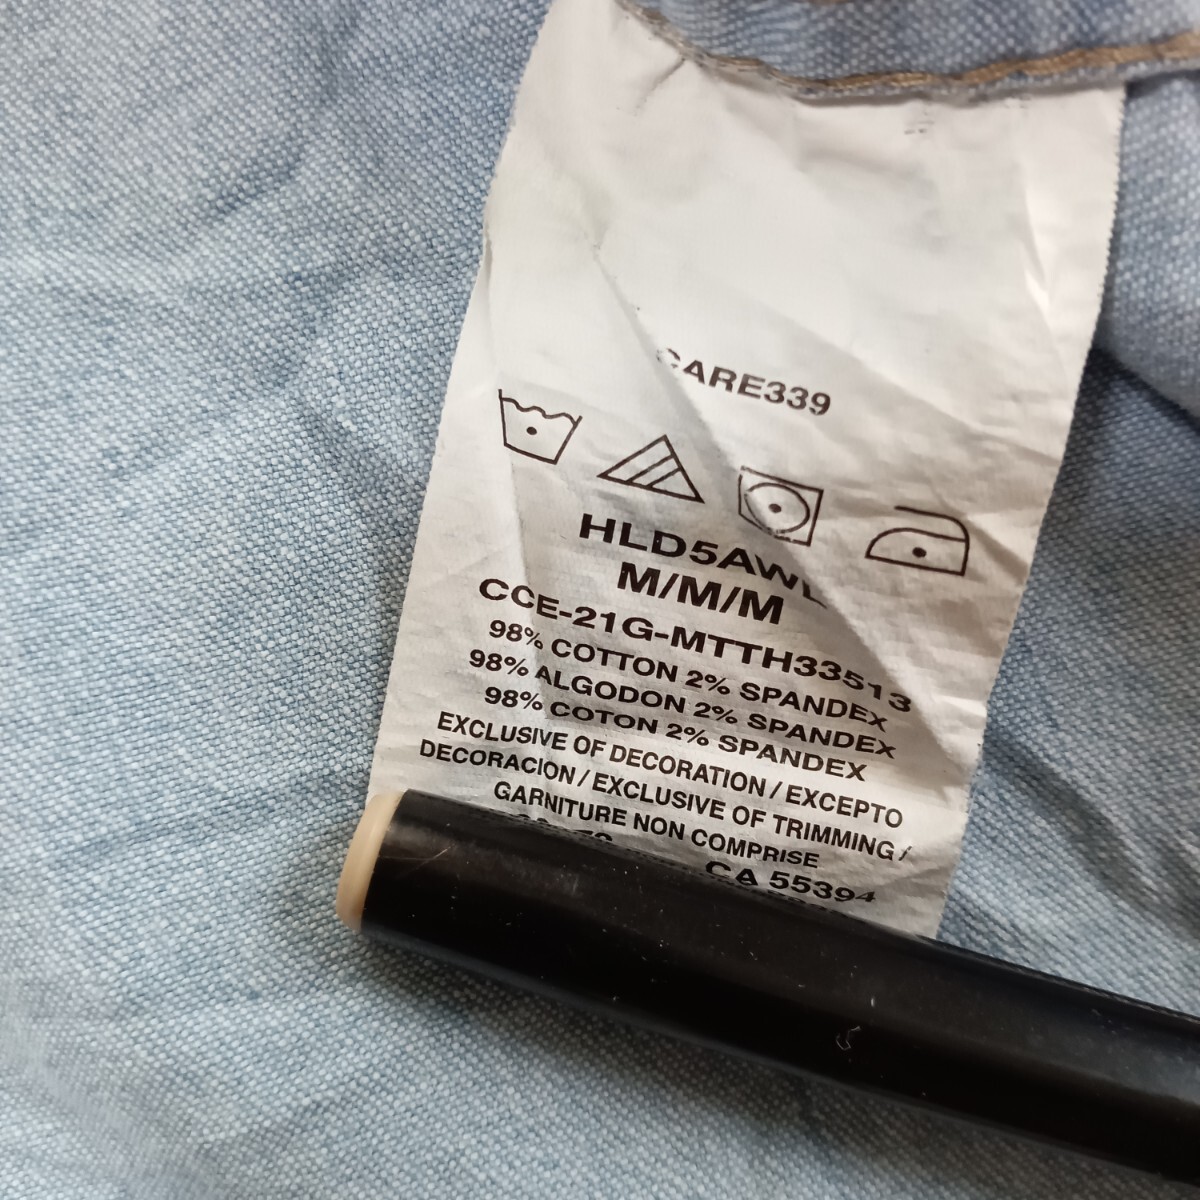 CARE339
M/M/M
CCE-21G-MTTH33513
98% COTTON 2% SPANDEX
98% ALGODON 2% SPANDEX
98% COTON 2% SPANDEX
EXCLUSIVE OF DECORATION / EXCEPTO
DECORACION / EXCLUSIVE OF TRIMMING /
GARNITURE NON COMPRISE
CA 55394